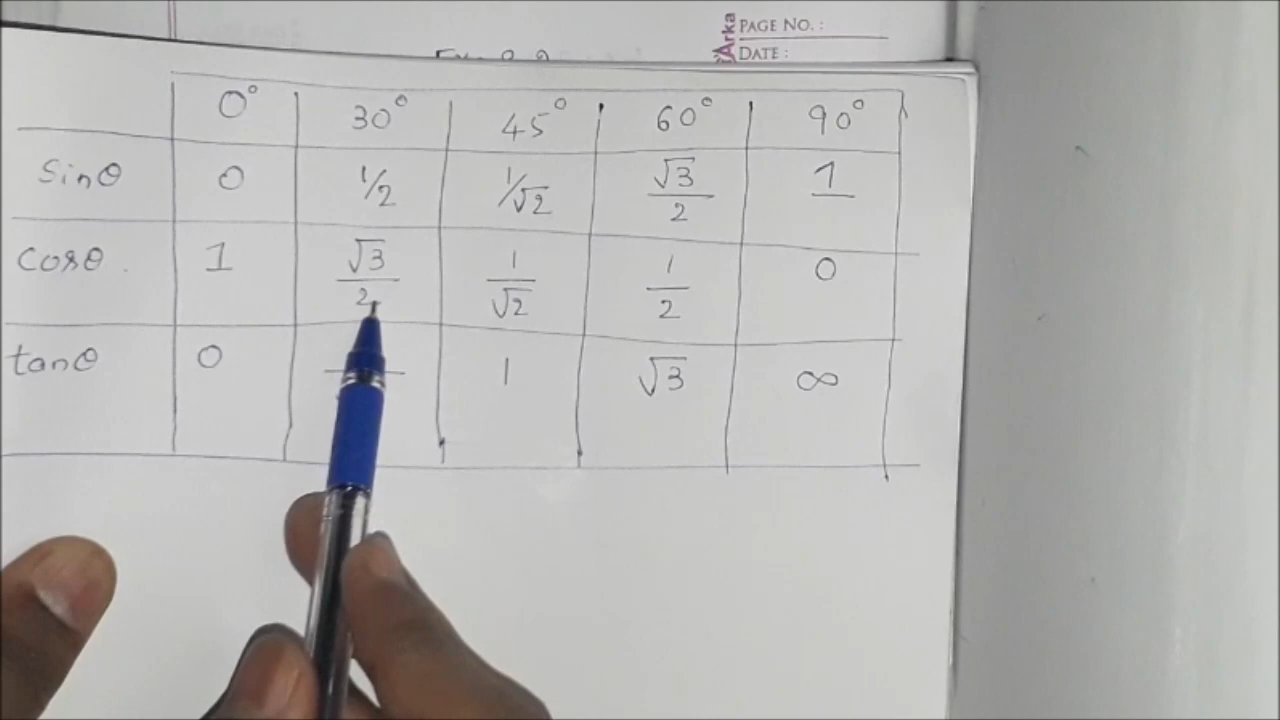 Arka PAGE NO.:
DATE:
0° 30° 45° 60° 90°
sinθ 0 1/2 1/√2 √3/2 1
cosθ 1 √3/2 1/√2 1/2 0
tanθ 0 1 √3 ∞